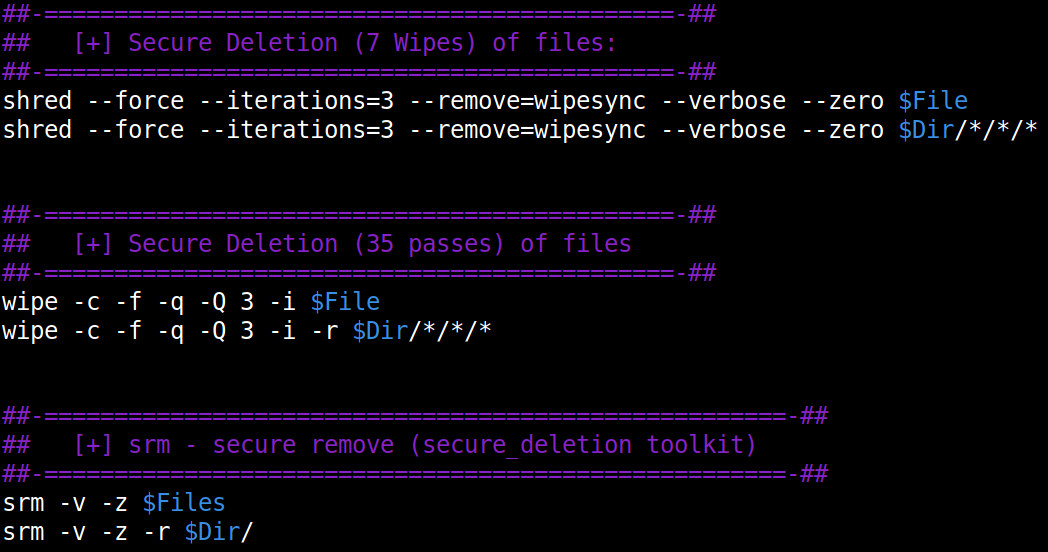 ##-=============================================-##
##   [+] Secure Deletion (7 Wipes) of files:
##-=============================================-##
shred --force --iterations=3 --remove=wipesync --verbose --zero $File
shred --force --iterations=3 --remove=wipesync --verbose --zero $Dir/*/*/*
##-=============================================-##
##   [+] Secure Deletion (35 passes) of files
##-=============================================-##
wipe -c -f -q -Q 3 -i $File
wipe -c -f -q -Q 3 -i -r $Dir/*/*/*
##-=====================================================-##
##   [+] srm - secure remove (secure_deletion toolkit)
##-=====================================================-##
srm -v -z $Files
srm -v -z -r $Dir/